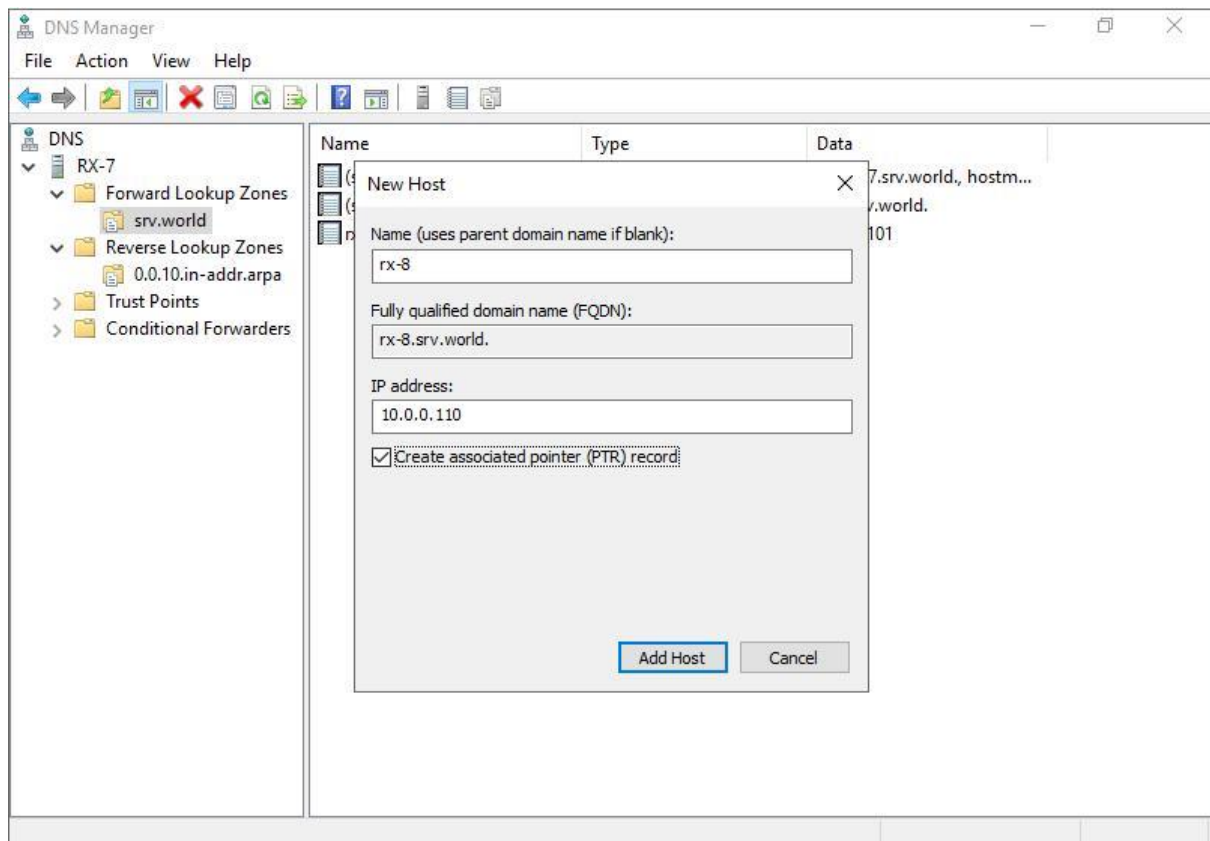 DNS Manager
File Action View Help
DNS
RX-7
Forward Lookup Zones
srv.world
Reverse Lookup Zones
0.0.10.in-addr.arpa
Trust Points
Conditional Forwarders
Name Type Data
7.srv.world., hostm...
.world.
101
New Host
Name (uses parent domain name if blank):
rx-8
Fully qualified domain name (FQDN):
rx-8.srv.world.
IP address:
10.0.0.110
Create associated pointer (PTR) record
Add Host Cancel